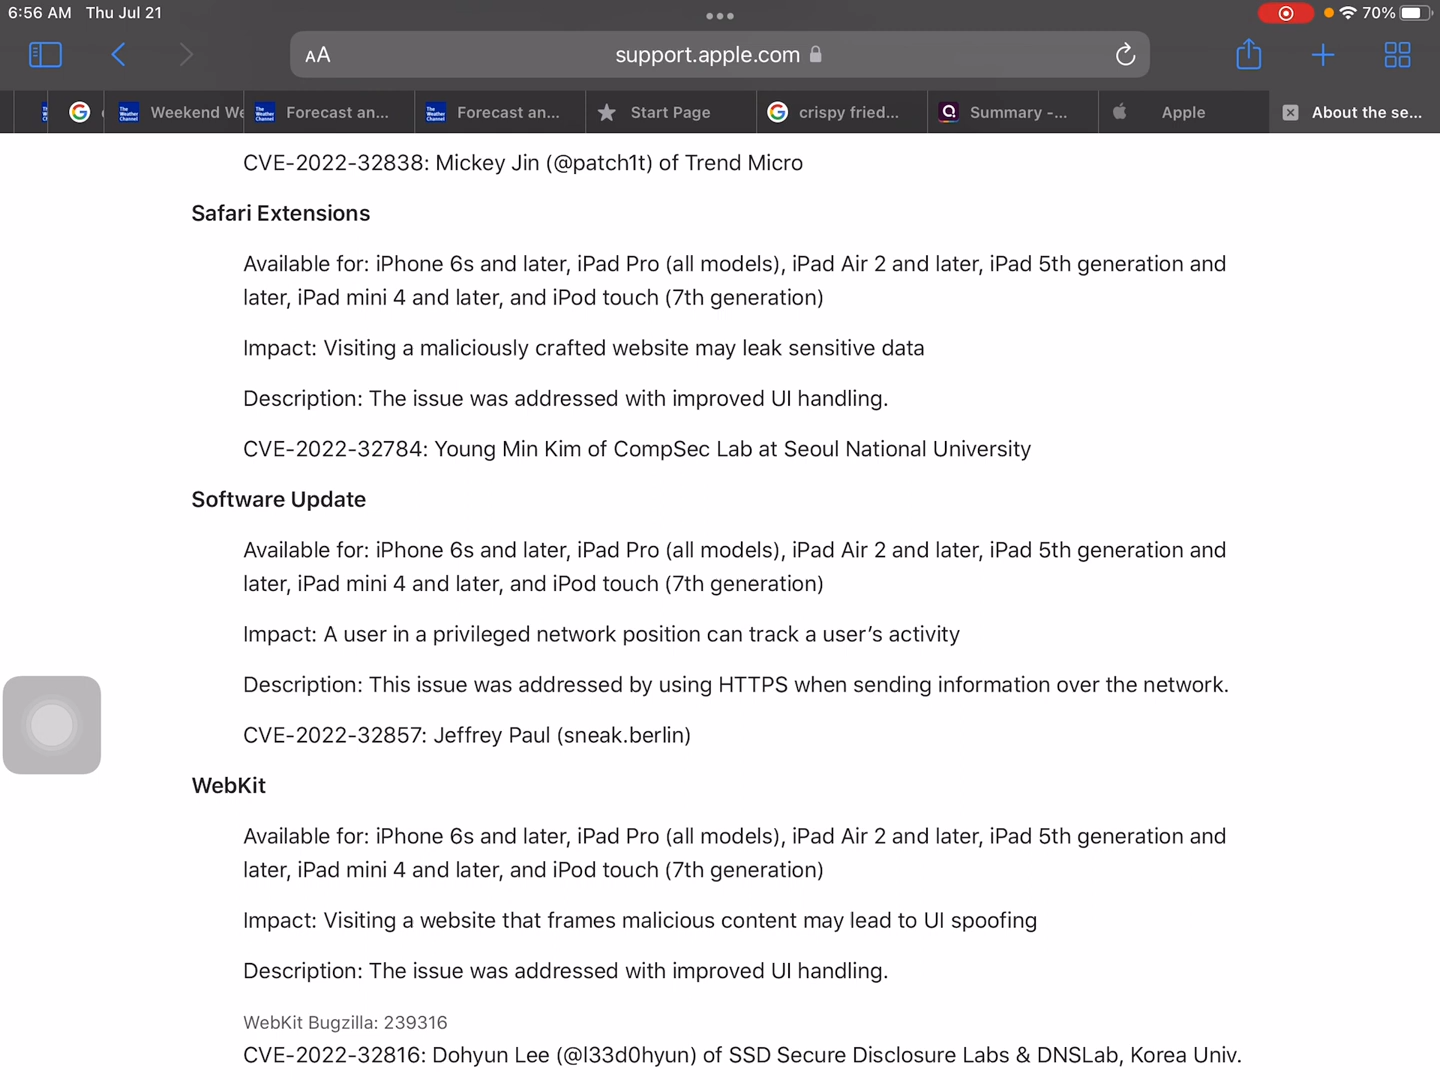 6:56 AM Thu Jul 21
70%
AA
support.apple.com
Weekend We
Forecast an...
Forecast an...
Start Page
crispy fried...
Summary -...
Apple
About the se...
CVE-2022-32838: Mickey Jin (@patch1t) of Trend Micro
Safari Extensions
Available for: iPhone 6s and later, iPad Pro (all models), iPad Air 2 and later, iPad 5th generation and
later, iPad mini 4 and later, and iPod touch (7th generation)
Impact: Visiting a maliciously crafted website may leak sensitive data
Description: The issue was addressed with improved UI handling.
CVE-2022-32784: Young Min Kim of CompSec Lab at Seoul National University
Software Update
Available for: iPhone 6s and later, iPad Pro (all models), iPad Air 2 and later, iPad 5th generation and
later, iPad mini 4 and later, and iPod touch (7th generation)
Impact: A user in a privileged network position can track a user’s activity
Description: This issue was addressed by using HTTPS when sending information over the network.
CVE-2022-32857: Jeffrey Paul (sneak.berlin)
WebKit
Available for: iPhone 6s and later, iPad Pro (all models), iPad Air 2 and later, iPad 5th generation and
later, iPad mini 4 and later, and iPod touch (7th generation)
Impact: Visiting a website that frames malicious content may lead to UI spoofing
Description: The issue was addressed with improved UI handling.
WebKit Bugzilla: 239316
CVE-2022-32816: Dohyun Lee (@l33d0hyun) of SSD Secure Disclosure Labs & DNSLab, Korea Univ.